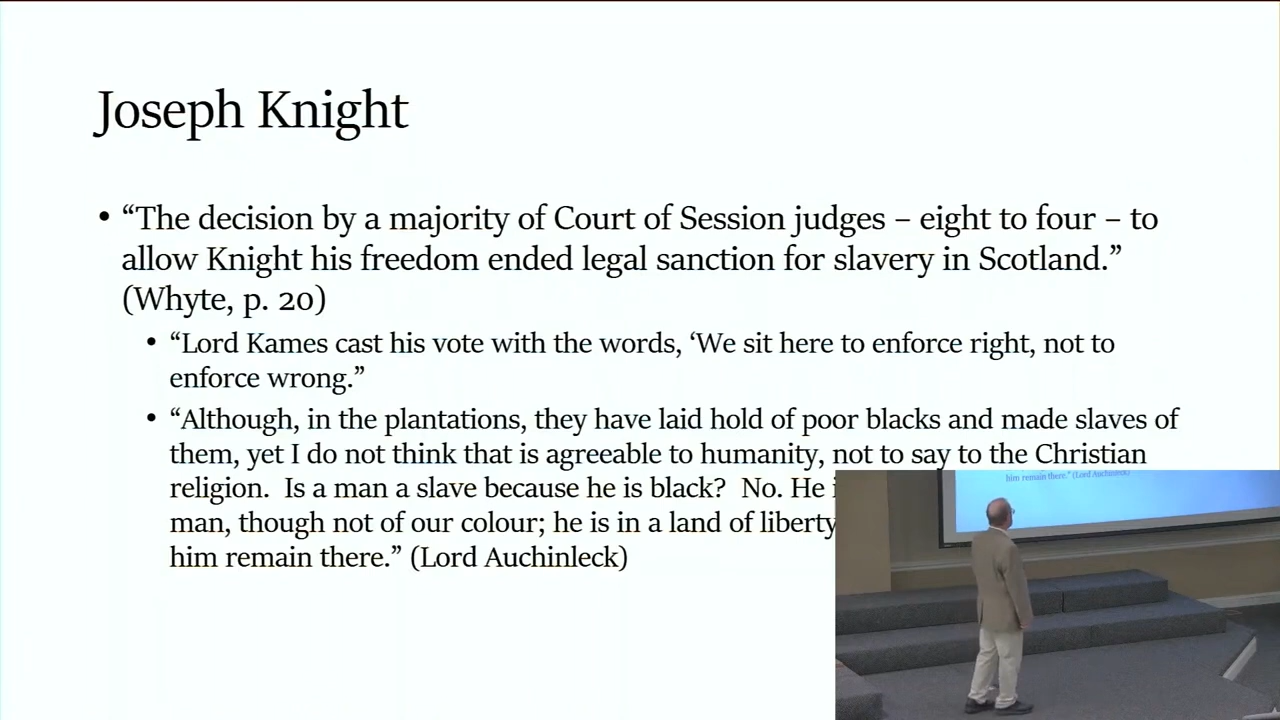 Joseph Knight
• “The decision by a majority of Court of Session judges – eight to four – to
allow Knight his freedom ended legal sanction for slavery in Scotland.”
(Whyte, p. 20)
• “Lord Kames cast his vote with the words, ‘We sit here to enforce right, not to
enforce wrong.”
• “Although, in the plantations, they have laid hold of poor blacks and made slaves of
them, yet I do not think that is agreeable to humanity, not to say to the Christian
religion.  Is a man a slave because he is black?  No. He
man, though not of our colour; he is in a land of liberty
him remain there.” (Lord Auchinleck)
him remain there.” (Lord Auchinleck)